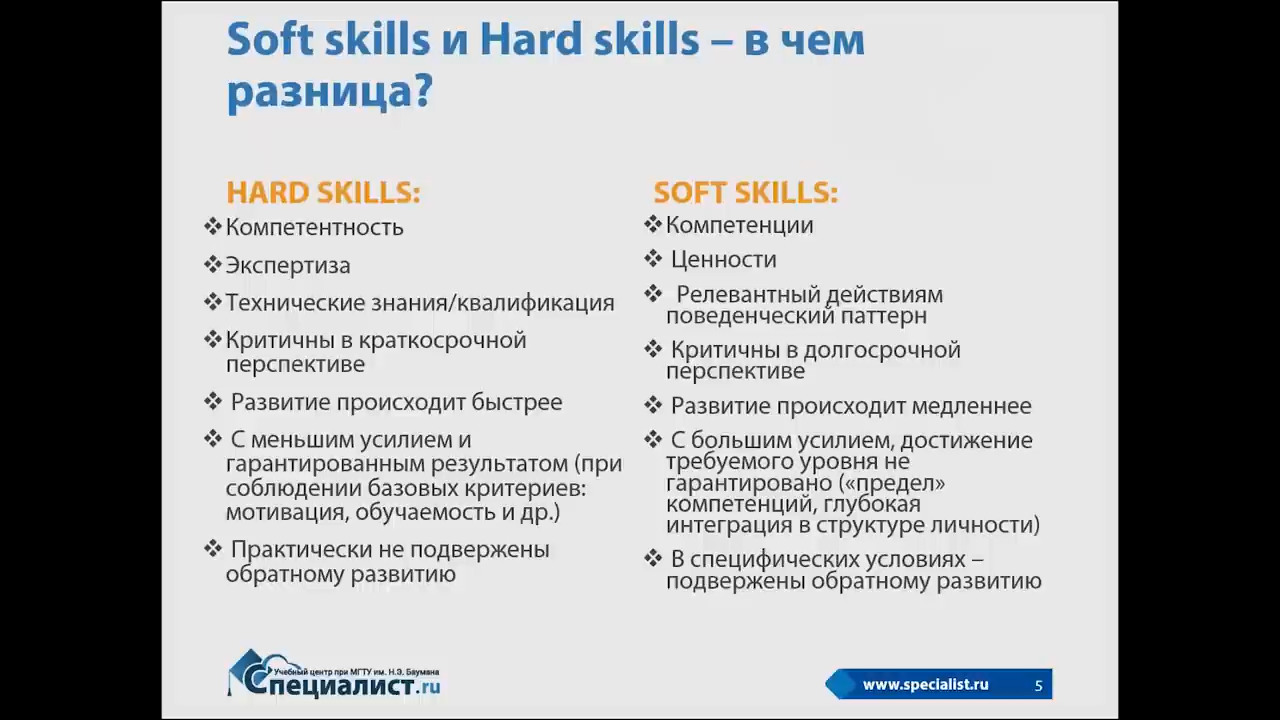 Soft skills и Hard skills – в чем
разница?
HARD SKILLS:
❖Компетентность
❖Экспертиза
❖Технические знания/квалификация
❖Критичны в краткосрочной
перспективе
❖ Развитие происходит быстрее
❖ С меньшим усилием и
гарантированным результатом (при
соблюдении базовых критериев:
мотивация, обучаемость и др.)
❖ Практически не подвержены
обратному развитию
SOFT SKILLS:
❖Компетенции
❖ Ценности
❖ Релевантный действиям
поведенческий паттерн
❖ Критичны в долгосрочной
перспективе
❖ Развитие происходит медленнее
❖ С большим усилием, достижение
требуемого уровня не
гарантировано («предел»
компетенций, глубокая
интеграция в структуре личности)
❖ В специфических условиях –
подвержены обратному развитию
Учебный центр при МГТУ им. Н.Э. Баумана
Специалист.ru
www.specialist.ru 5